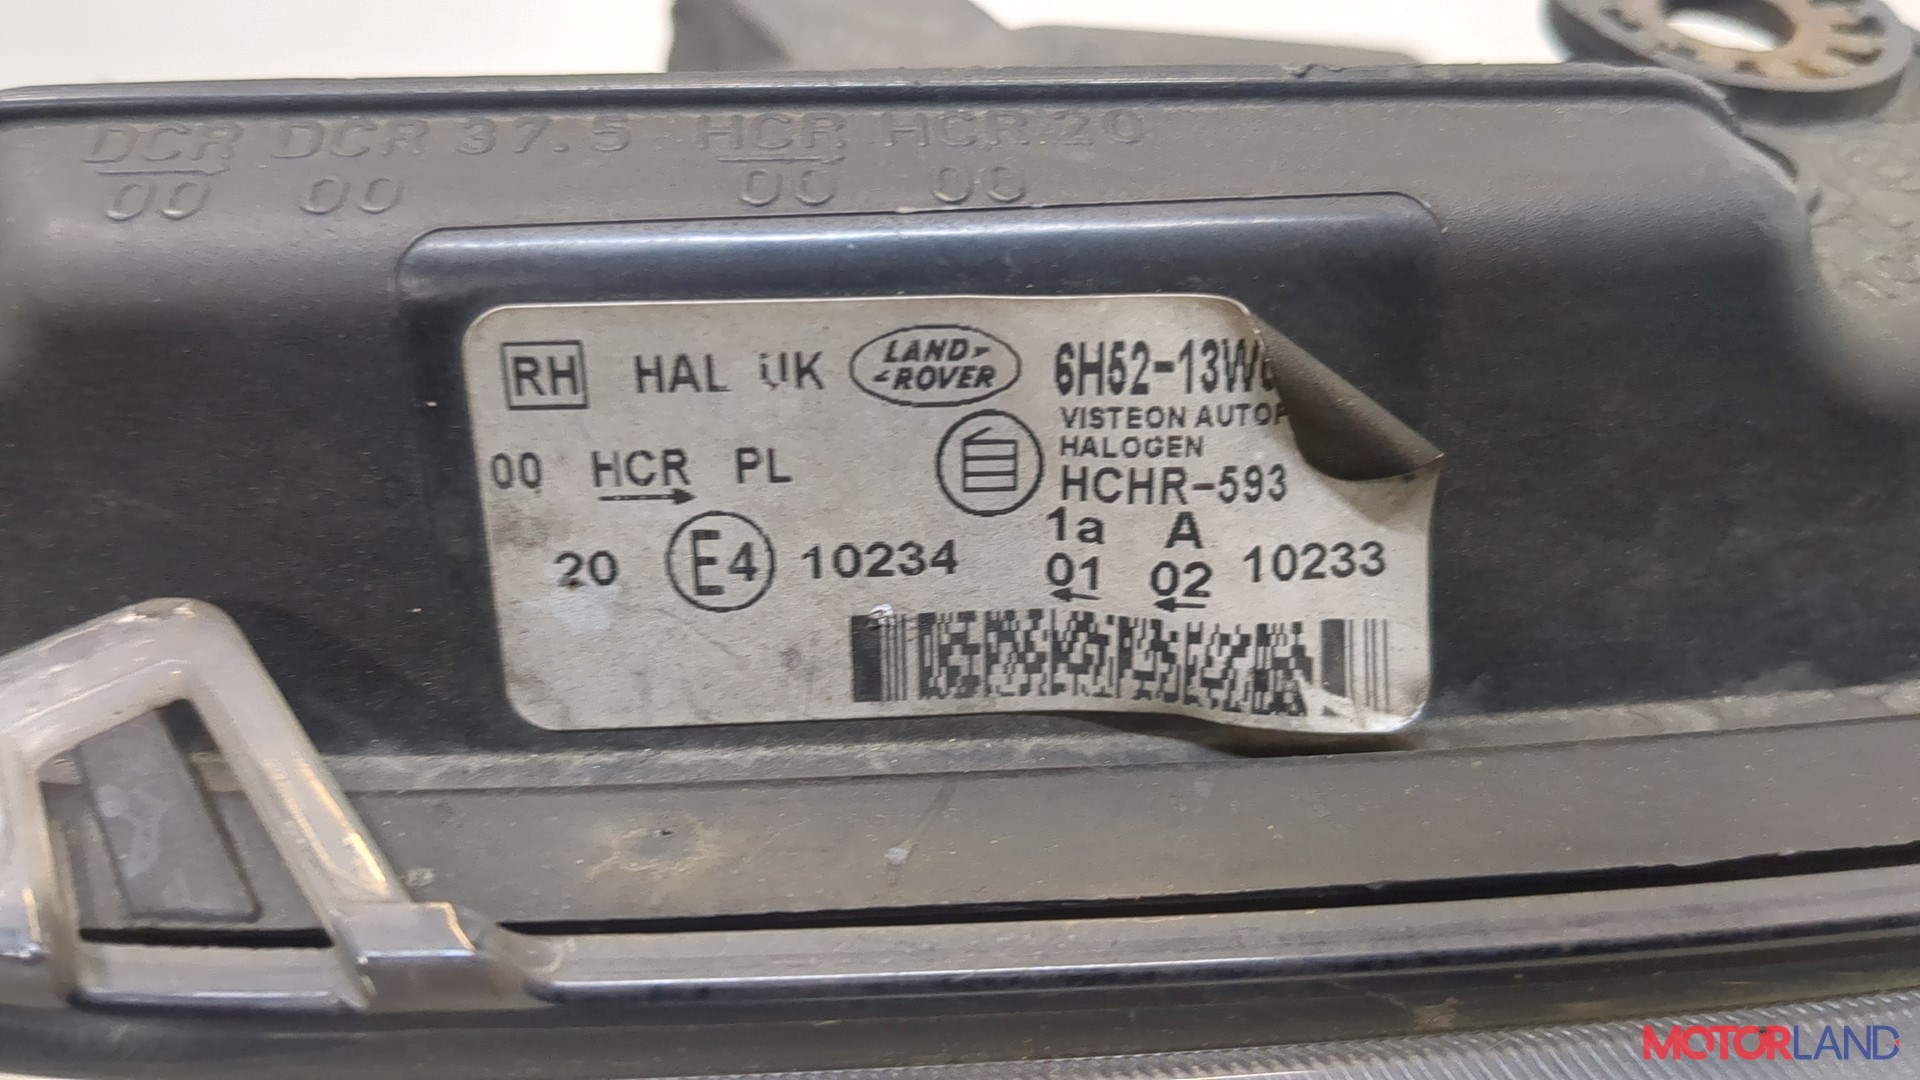 DCR DCR 37.5 HCR HCR 20
00 00 00 00
RH HAL UK LAND ROVER 6H52-13W
VISTEON
HALOGEN
00 HCR PL HCHR-593
1a A
20 E4 10234 01 02 10233
MOTORLAND